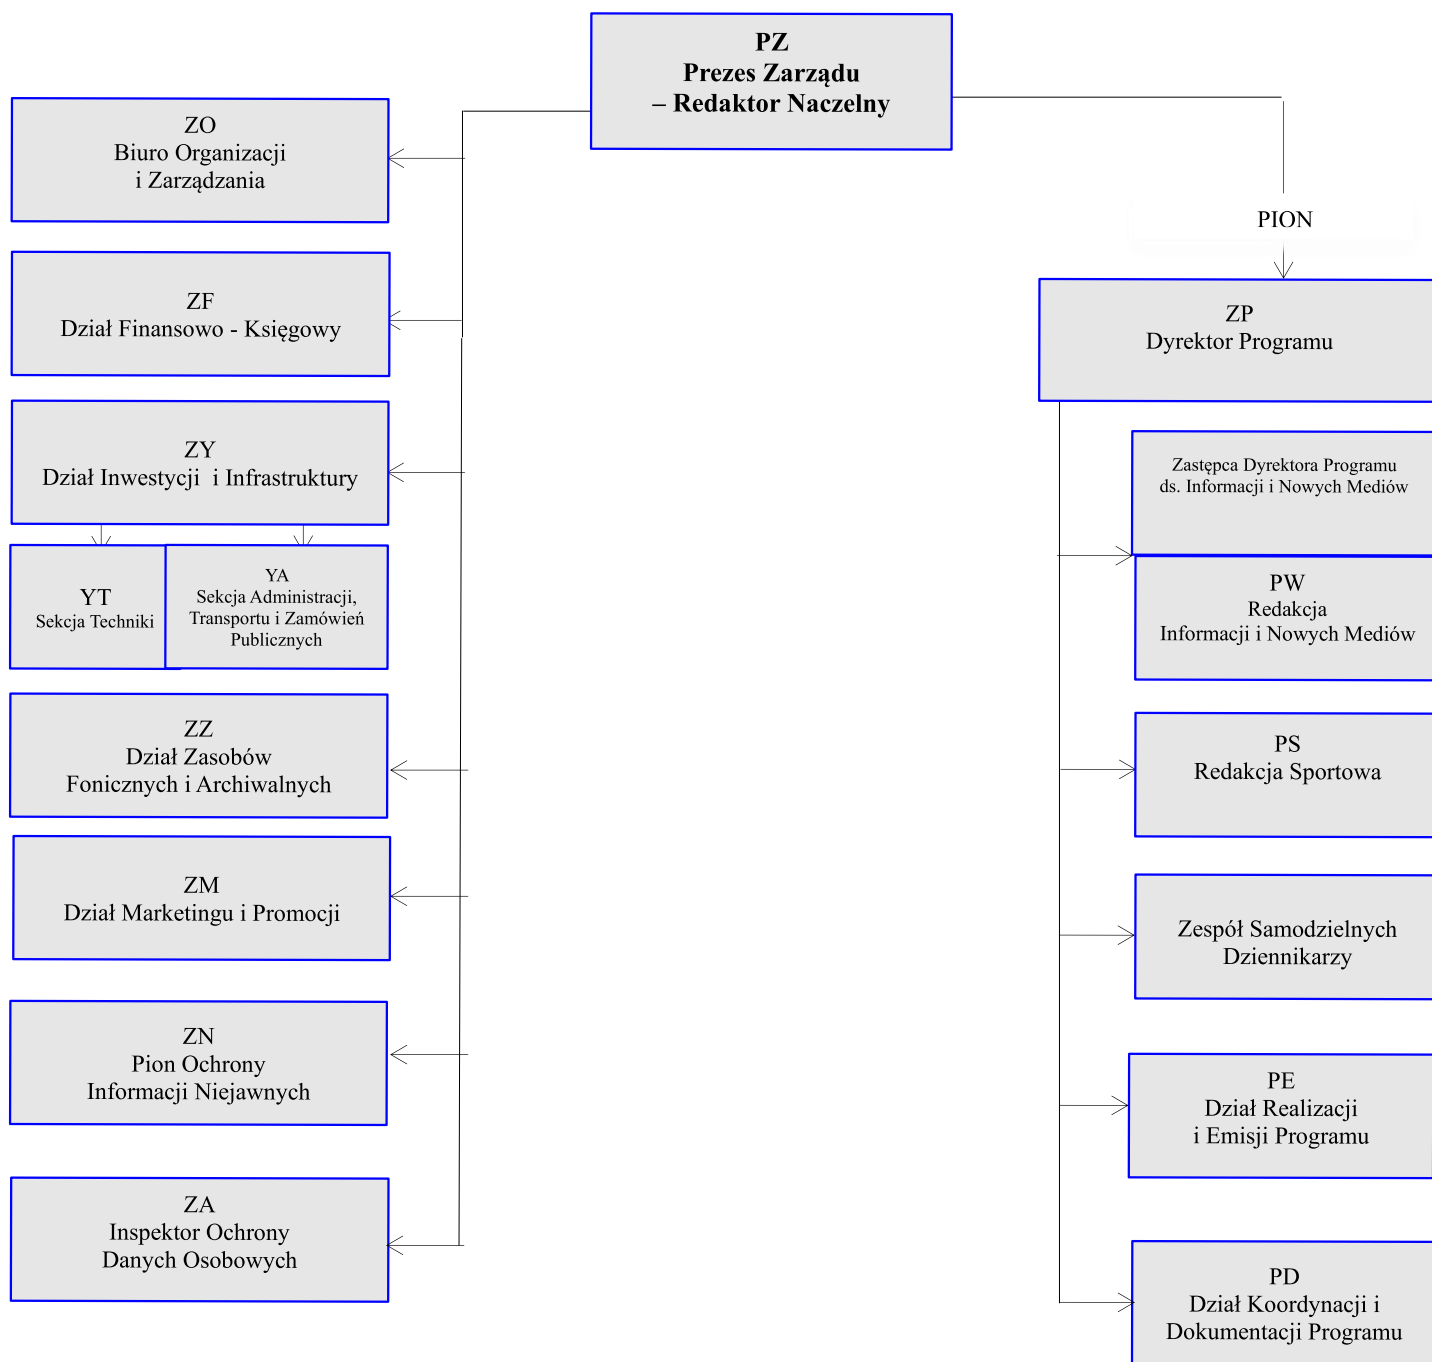 PZ
Prezes Zarządu
– Redaktor Naczelny
ZO
Biuro Organizacji
i Zarządzania
ZF
Dział Finansowo - Księgowy
ZY
Dział Inwestycji  i Infrastruktury
YT
Sekcja Techniki
YA
Sekcja Administracji,
Transportu i Zamówień
Publicznych
ZZ
Dział Zasobów
Fonicznych i Archiwalnych
ZM
Dział Marketingu i Promocji
ZN
Pion Ochrony
Informacji Niejawnych
ZA
Inspektor Ochrony
Danych Osobowych
PION
ZP
Dyrektor Programu
Zastępca Dyrektora Programu
ds. Informacji i Nowych Mediów
PW
Redakcja
Informacji i Nowych Mediów
PS
Redakcja Sportowa
Zespół Samodzielnych
Dziennikarzy
PE
Dział Realizacji
i Emisji Programu
PD
Dział Koordynacji i
Dokumentacji Programu